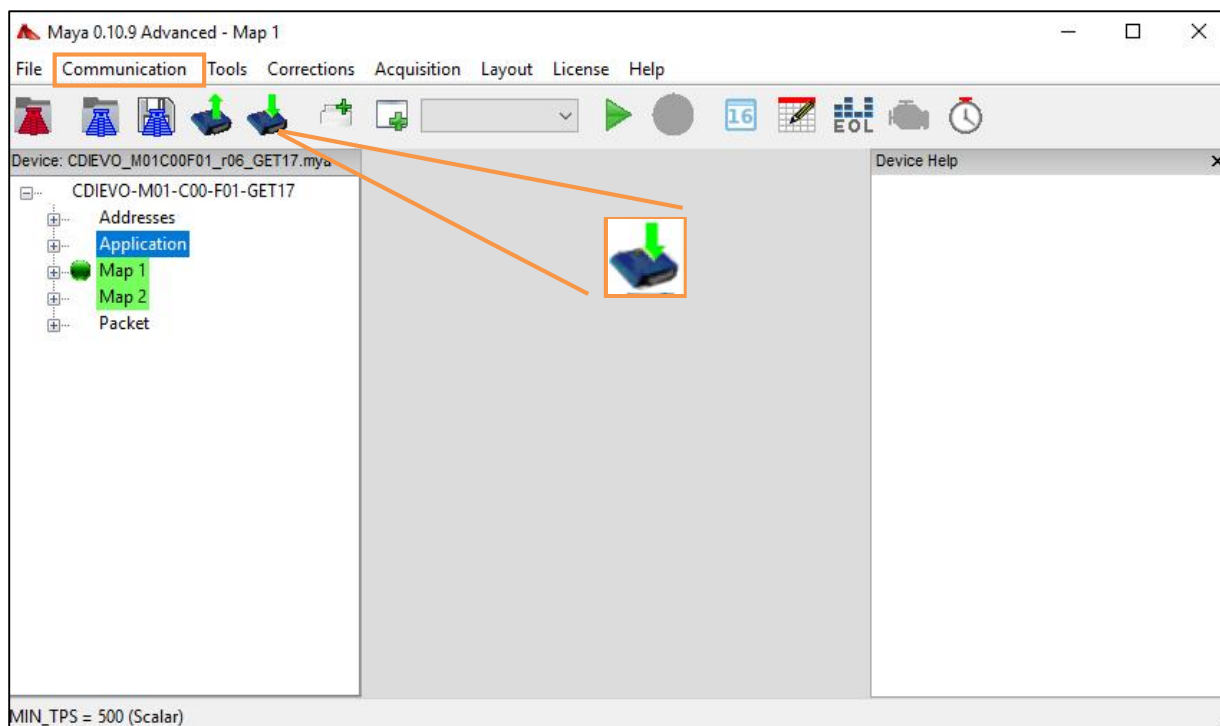 Maya 0.10.9 Advanced - Map 1
File Communication Tools Corrections Acquisition Layout License Help
16
EOL
Device: CDIEVO_M01C00F01_r06_GET17.mya
Device Help
CDIEVO-M01-C00-F01-GET17
Addresses
Application
Map 1
Map 2
Packet
MIN_TPS = 500 (Scalar)